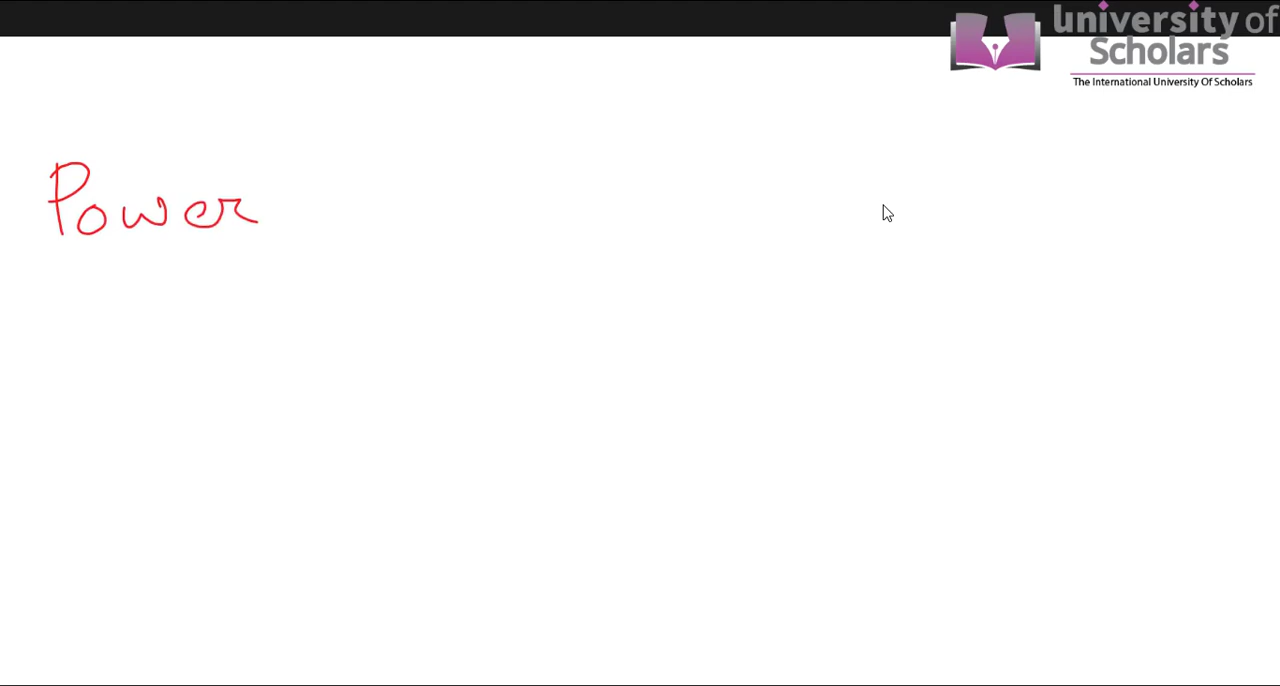 university of
Scholars
The International University Of Scholars
Power